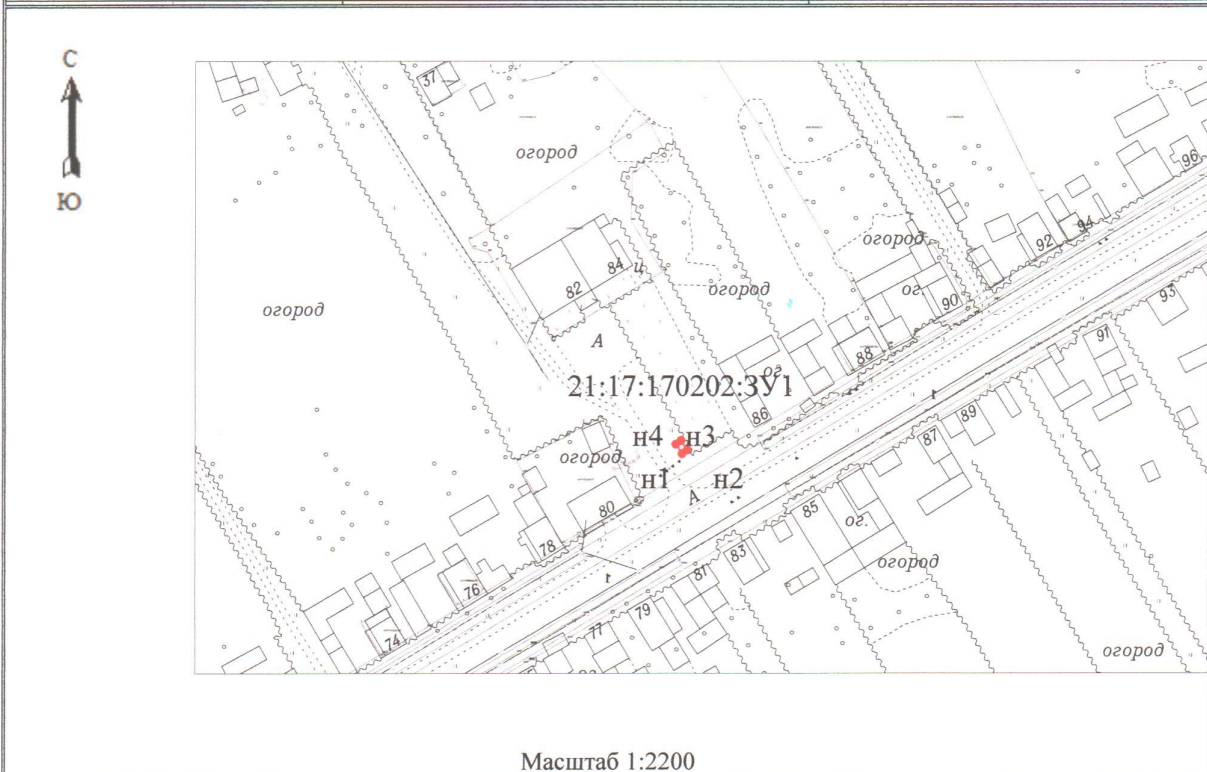 С
Ю
37
огород
96
94
92
огород
84
ц
82
огород
ог.
90
огород
93
А
91
88
ог.
21:17:170202:ЗУ1
86
89
н4
н3
87
огород
н1
н2
А
80
85
ог.
78
83
огород
81
76
79
77
74
огород
Масштаб 1:2200